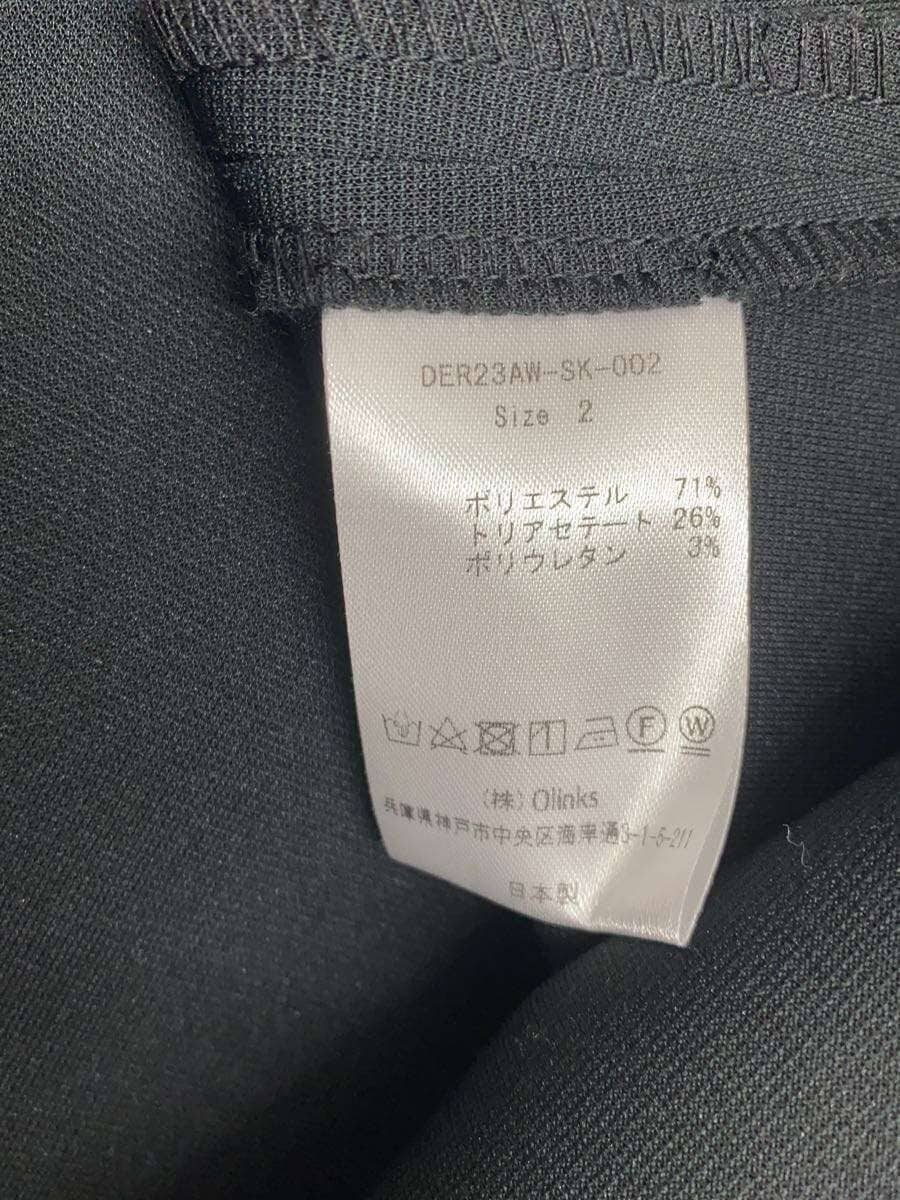 DER23AW-SK-002
Size 2
ポリエステル 71%
トリアセテート 26%
ポリウレタン 3%
F W
(株) Olinks
兵庫県神戸市中央区海岸通3-1-5-211
日本製